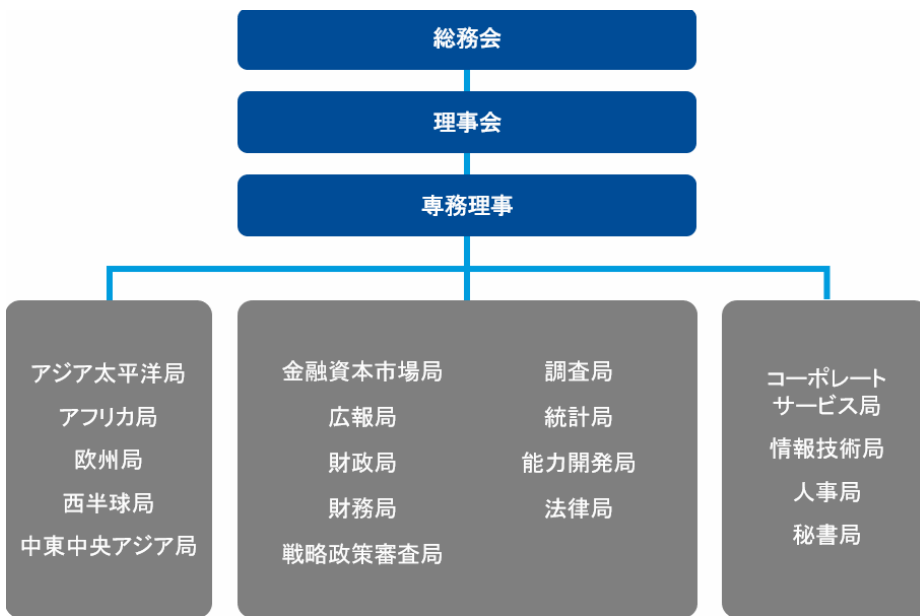 総務会
理事会
専務理事
アジア太平洋局
アフリカ局
欧州局
西半球局
中東中央アジア局
金融資本市場局
広報局
財政局
財務局
戦略政策審査局
調査局
統計局
能力開発局
法律局
コーポレート
サービス局
情報技術局
人事局
秘書局